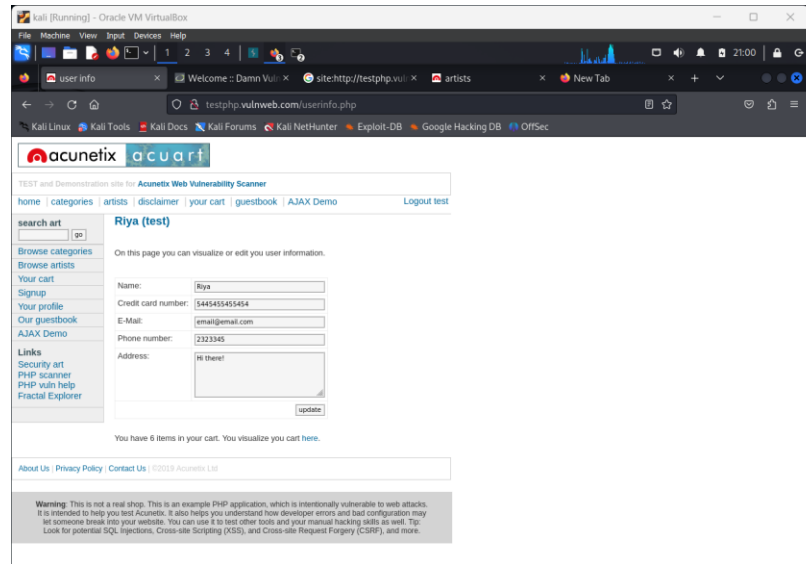 kali [Running] - Oracle VM VirtualBox
File Machine View Input Devices Help
1 2 3 4 21:00
user info Welcome :: Damn Vuln site:http://testphp.vuln artists New Tab
testphp.vulnweb.com/userinfo.php
Kali Linux Kali Tools Kali Docs Kali Forums Kali NetHunter Exploit-DB Google Hacking DB OffSec
acunetix acuart
TEST and Demonstration site for Acunetix Web Vulnerability Scanner
home | categories | artists | disclaimer | your cart | guestbook | AJAX Demo Logout test
search art
go
Browse categories
Browse artists
Your cart
Signup
Your profile
Our guestbook
AJAX Demo
Links
Security art
PHP scanner
PHP vuln help
Fractal Explorer
Riya (test)
On this page you can visualize or edit you user information.
Name: Riya
Credit card number: 5445455455454
E-Mail: email@email.com
Phone number: 2323345
Address: Hi there!
update
You have 6 items in your cart. You visualize you cart here.
About Us | Privacy Policy | Contact Us | ©2019 Acunetix Ltd
Warning: This is not a real shop. This is an example PHP application, which is intentionally vulnerable to web attacks.
It is intended to help you test Acunetix. It also helps you understand how developer errors and bad configuration may
let someone break into your website. You can use it to test other tools and your manual hacking skills as well. Tip:
Look for potential SQL Injections, Cross-site Scripting (XSS), and Cross-site Request Forgery (CSRF), and more.